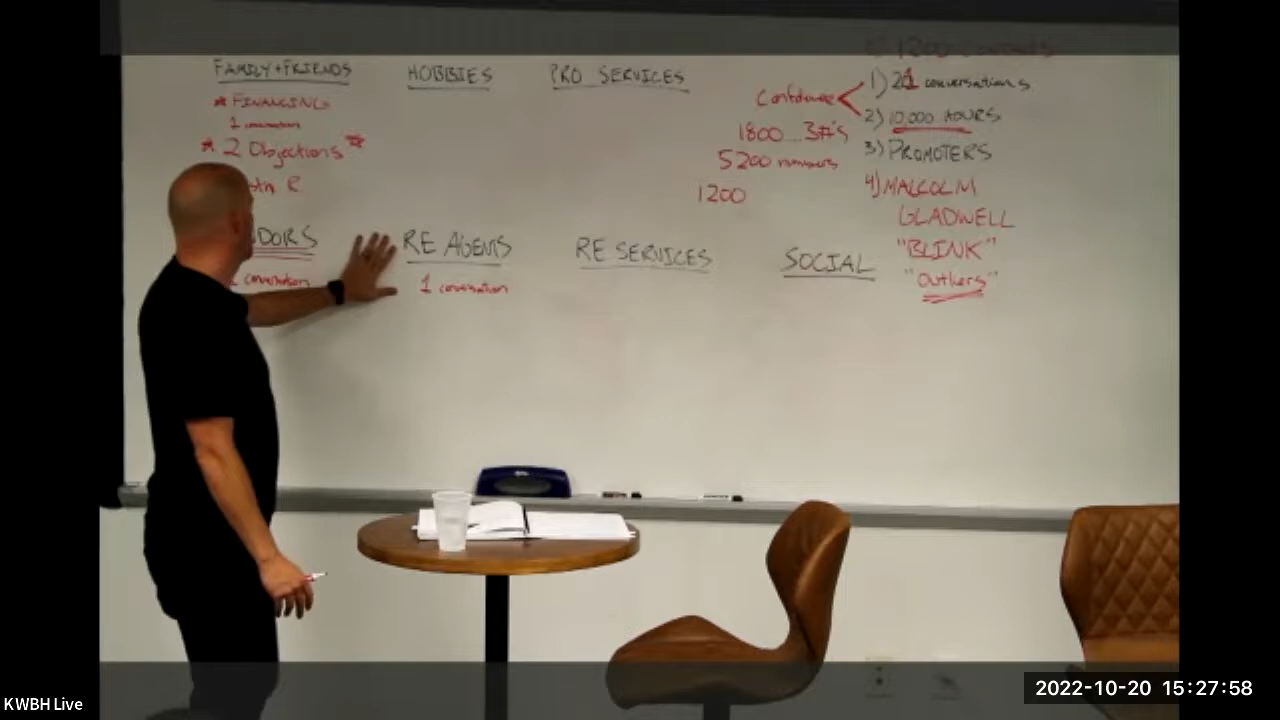 FAMILY+FRIENDS
* FINANCING
1 conversation
* 2 Objections *
HOBBIES
PRO SERVICES
1200
Confidence
1) 21 conversations
2) 10,000 HOURS
1800...3#'s
5200 numbers
1200
3) PROMOTERS
4) MALCOLM
GLADWELL
"BLINK"
"Outliers"
DORS
conversation
RE AGENTS
1 conversation
RE SERVICES
SOCIAL
KWBH Live
2022-10-20 15:27:58